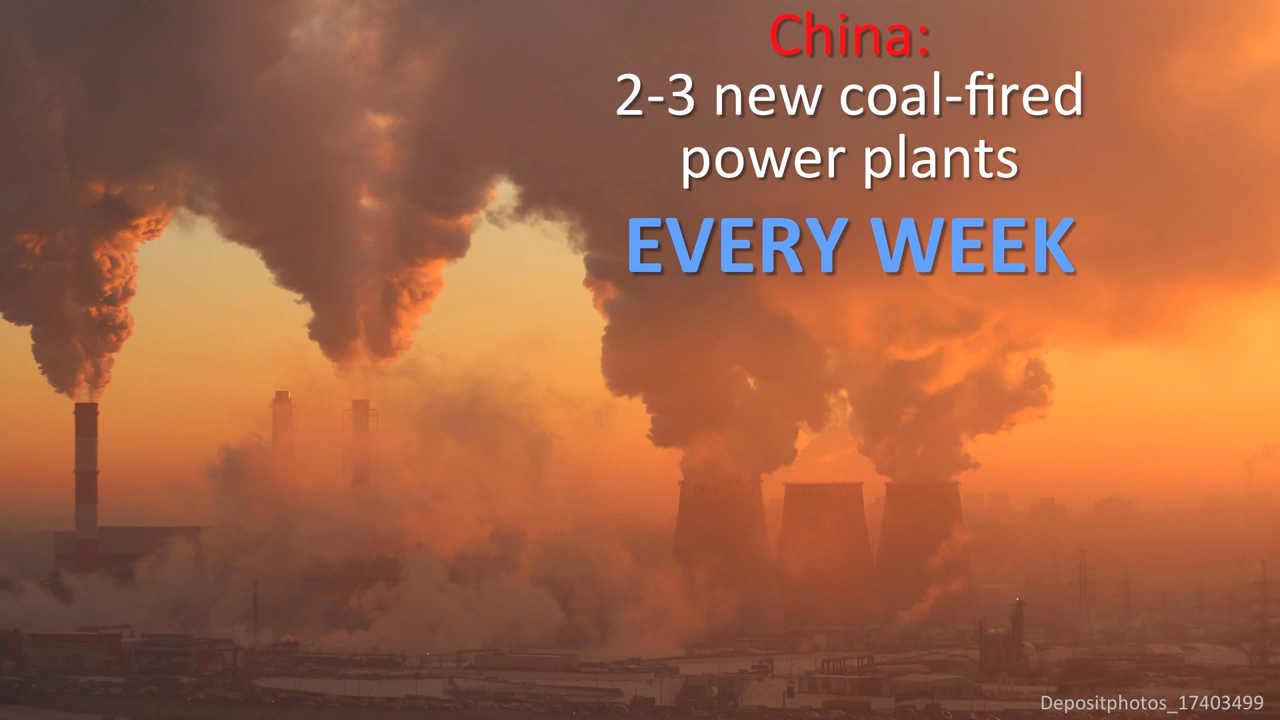 China:
2-3 new coal-fired
power plants
EVERY WEEK
Depositphotos_17403499